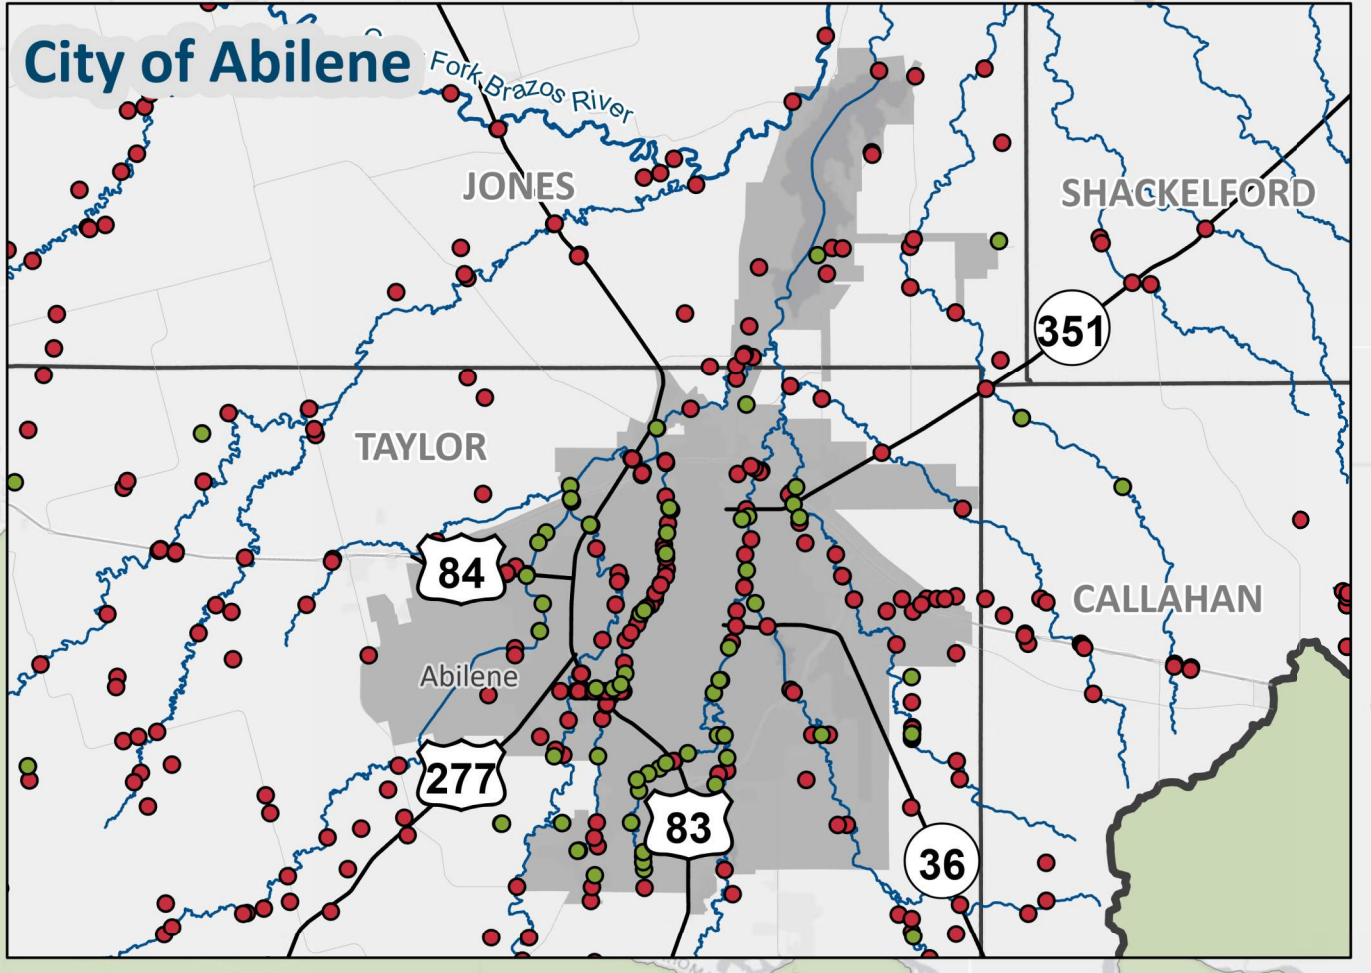 City of Abilene
Fork Brazos River
JONES
SHACKELFORD
351
TAYLOR
84
CALLAHAN
Abilene
277
83
36